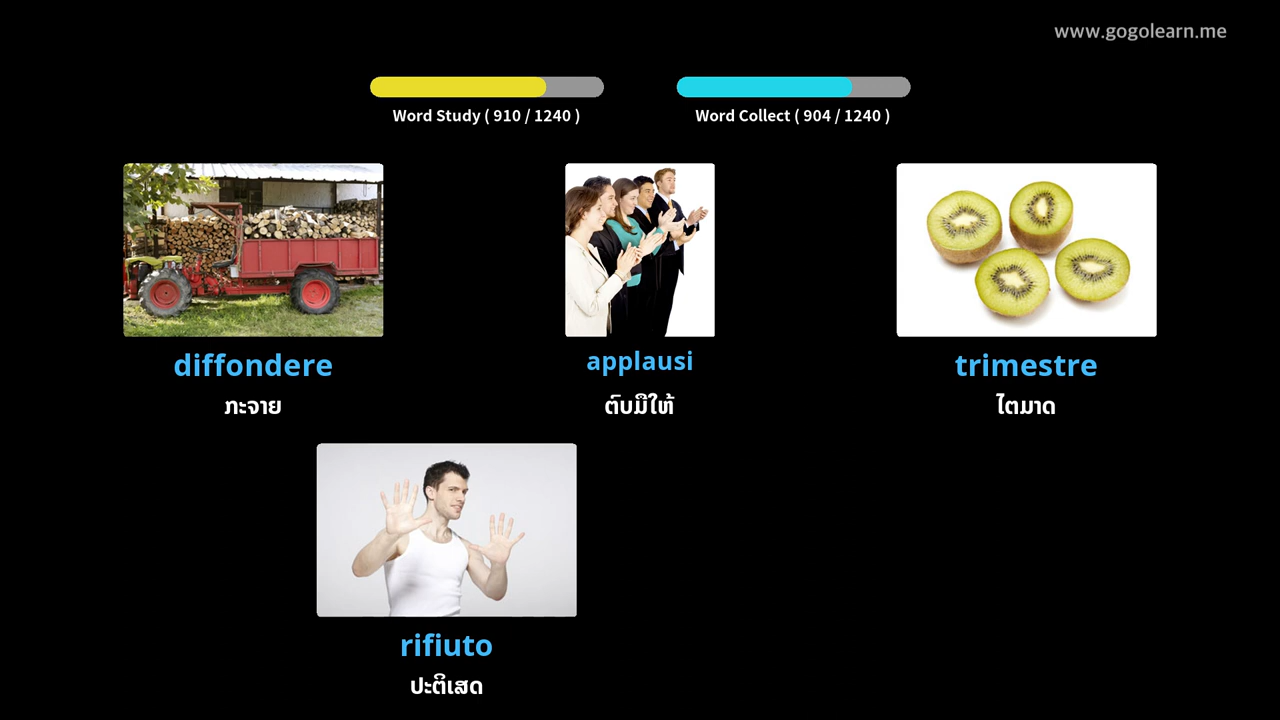 www.gogolearn.me
Word Study ( 910 / 1240 )
Word Collect ( 904 / 1240 )
diffondere
ກະຈາຍ
applausi
ຕົບມືໃຫ້
trimestre
ໄຕມາດ
rifiuto
ປະຕິເສດ